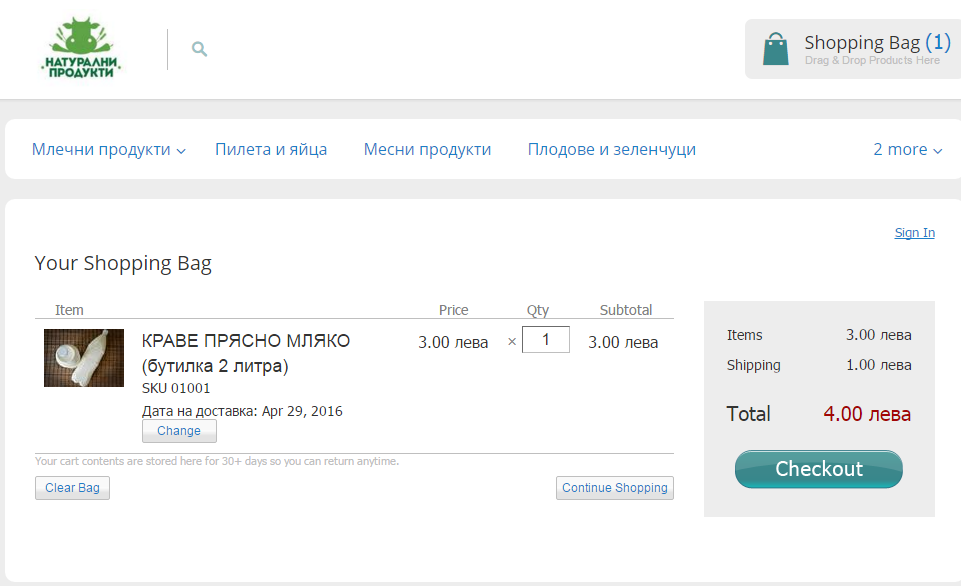 НАТУРАЛНИ
ПРОДУКТИ
Shopping Bag (1)
Drag & Drop Products Here
Млечни продукти Пилета и яйца Месни продукти Плодове и зеленчуци 2 more
Sign In
Your Shopping Bag
Item Price Qty Subtotal
КРАВЕ ПРЯСНО МЛЯКО
(бутилка 2 литра)
3.00 лева × 1 3.00 лева
SKU 01001
Дата на доставка: Apr 29, 2016
Change
Your cart contents are stored here for 30+ days so you can return anytime.
Clear Bag Continue Shopping
Items 3.00 лева
Shipping 1.00 лева
Total 4.00 лева
Checkout